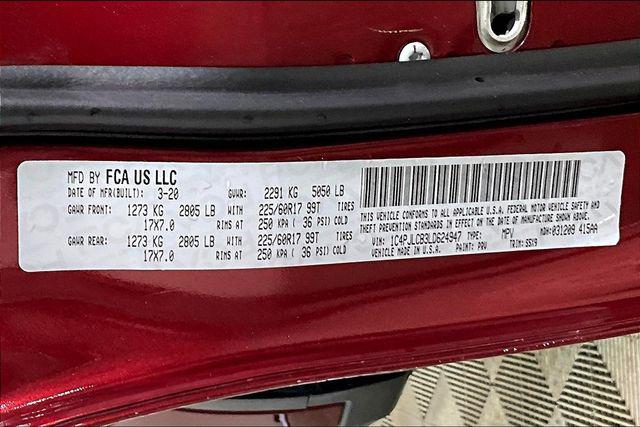 MFD BY FCA US LLC
DATE OF MFR(BUILT): 3-20 GVWR: 2291 KG 5050 LB
GAWR FRONT: 1273 KG 2805 LB WITH 225/60R17 99T TIRES
17X7.0 RIMS AT 250 KPA ( 36 PSI) COLD
GAWR REAR: 1273 KG 2805 LB WITH 225/60R17 99T TIRES
17X7.0 RIMS AT 250 KPA ( 36 PSI) COLD
THIS VEHICLE CONFORMS TO ALL APPLICABLE U.S.A. FEDERAL MOTOR VEHICLE SAFETY AND
THEFT PREVENTION STANDARDS IN EFFECT ON THE DATE OF MANUFACTURE SHOWN ABOVE.
VIN: 1C4PJLCB3LD624947 TYPE: MPV MDH:031209 415AA
VEHICLE MADE IN U.S.A. PAINT: PRV TRIM: S5X9